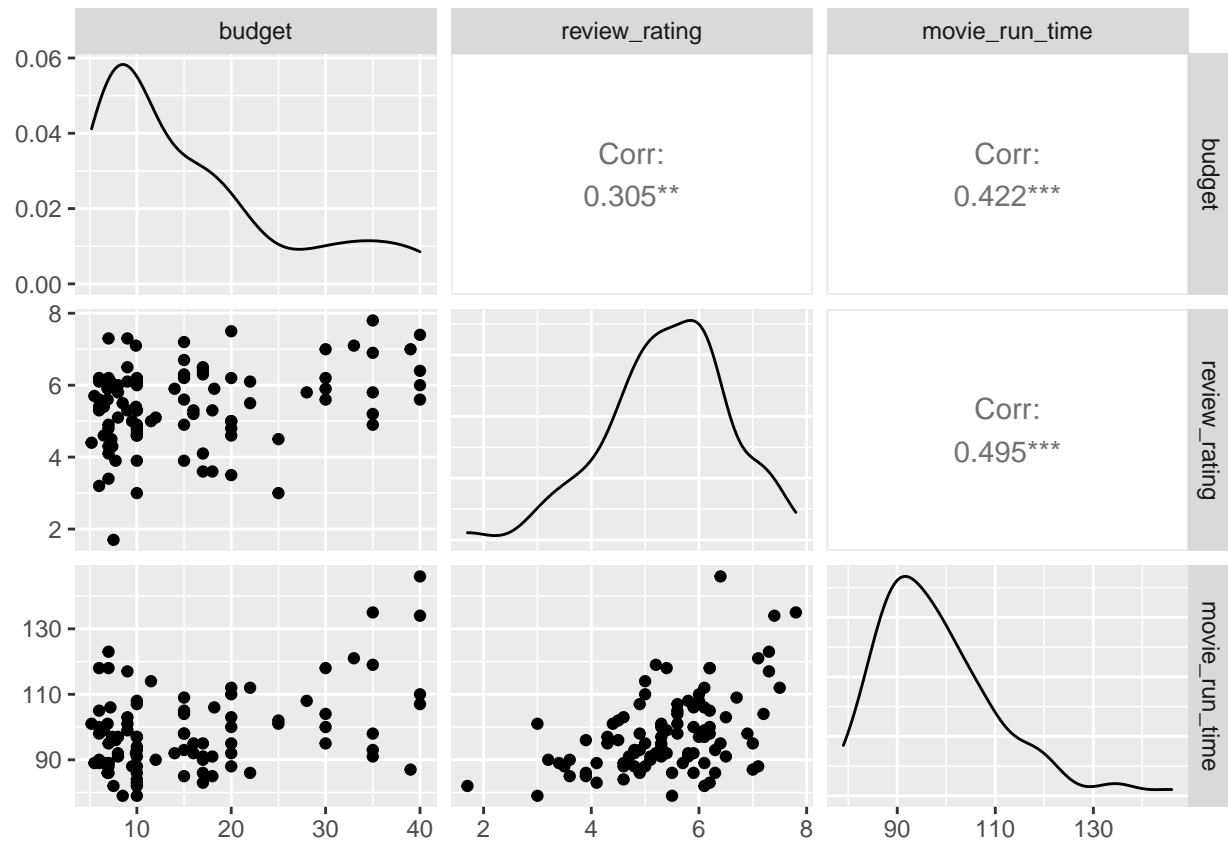 budget review_rating movie_run_time
0.06
0.04
0.02
0.00
Corr:
0.305**
Corr:
0.422***
budget
8
6
4
2
Corr:
0.495***
review_rating
130
110
90
movie_run_time
10 20 30 40 2 4 6 8 90 110 130